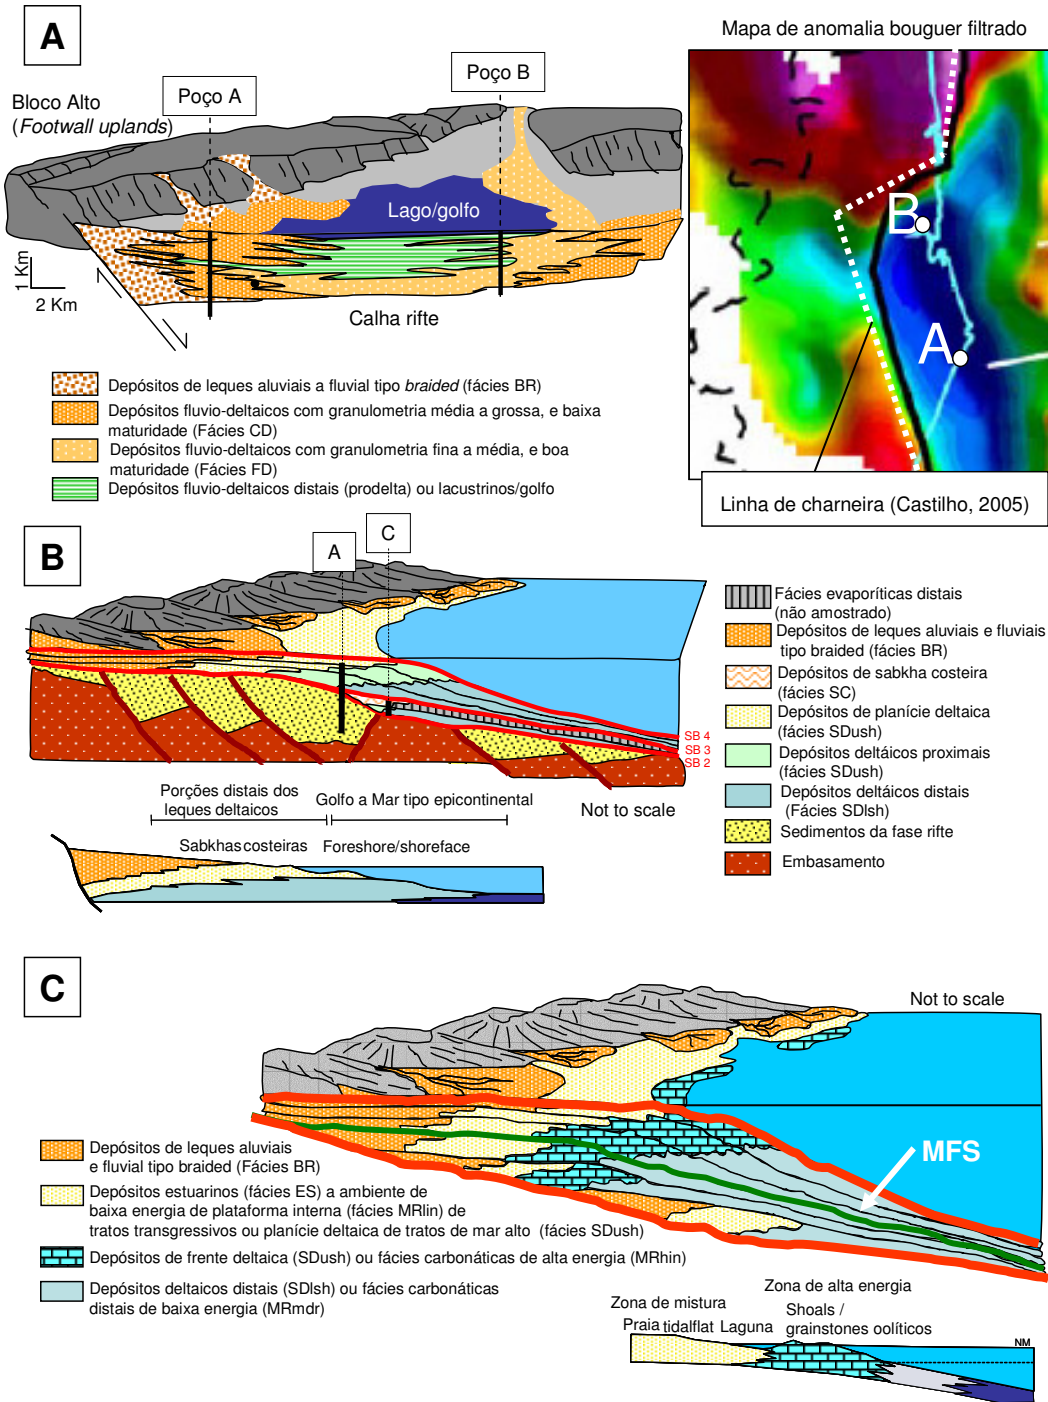 A
Mapa de anomalia bouguer filtrado
Bloco Alto
(Footwall uplands)
Poço A
Poço B
Lago/golfo
1 Km
2 Km
Calha rifte
B
A
Linha de charneira (Castilho, 2005)
Depósitos de leques aluviais a fluvial tipo braided (fácies BR)
Depósitos fluvio-deltaicos com granulometria média a grossa, e baixa
maturidade (Fácies CD)
Depósitos fluvio-deltaicos com granulometria fina a média, e boa
maturidade (Fácies FD)
Depósitos fluvio-deltaicos distais (prodelta) ou lacustrinos/golfo
B
A
C
SB 4
SB 3
SB 2
Not to scale
Porções distais dos
leques deltaicos
Golfo a Mar tipo epicontinental
Sabkhas costeiras
Foreshore/shoreface
Fácies evaporíticas distais
(não amostrado)
Depósitos de leques aluviais e fluviais
tipo braided (fácies BR)
Depósitos de sabkha costeira
(fácies SC)
Depósitos de planície deltaica
(fácies SDush)
Depósitos deltáicos proximais
(fácies SDush)
Depósitos deltáicos distais
(Fácies SDlsh)
Sedimentos da fase rifte
Embasamento
C
Not to scale
MFS
Depósitos de leques aluviais
e fluvial tipo braided (Fácies BR)
Depósitos estuarinos (fácies ES) a ambiente de
baixa energia de plataforma interna (fácies MRlin) de
tratos transgressivos ou planície deltaica de tratos de mar alto (fácies SDush)
Depósitos de frente deltaica (SDush) ou fácies carbonáticas de alta energia (MRhin)
Depósitos deltaicos distais (SDlsh) ou fácies carbonáticas
distais de baixa energia (MRmdr)
Zona de alta energia
Zona de mistura
Shoals /
grainstones oolíticos
Praia tidalflat Laguna
NM